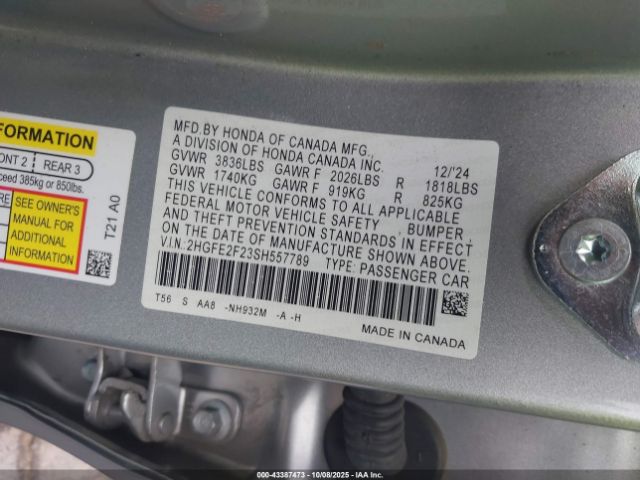 FORMATION
ONT 2 REAR 3
ceed 385kg or 850lbs.
RE
SEE OWNER'S
MANUAL FOR
ADDITIONAL
INFORMATION
T21 A0
MFD.BY HONDA OF CANADA MFG.,
A DIVISION OF HONDA CANADA INC. 12/'24
GVWR 3836LBS GAWR F 2026LBS R 1818LBS
GVWR 1740KG GAWR F 919KG R 825KG
THIS VEHICLE CONFORMS TO ALL APPLICABLE
FEDERAL MOTOR VEHICLE SAFETY, BUMPER,
AND THEFT PREVENTION STANDARDS IN EFFECT
ON THE DATE OF MANUFACTURE SHOWN ABOVE.
V.I.N: 2HGFE2F23SH557789 TYPE: PASSENGER CAR
T56 S AA8 -NH932M -A -H
MADE IN CANADA
000-43387473 - 10/08/2025 - IAA Inc.